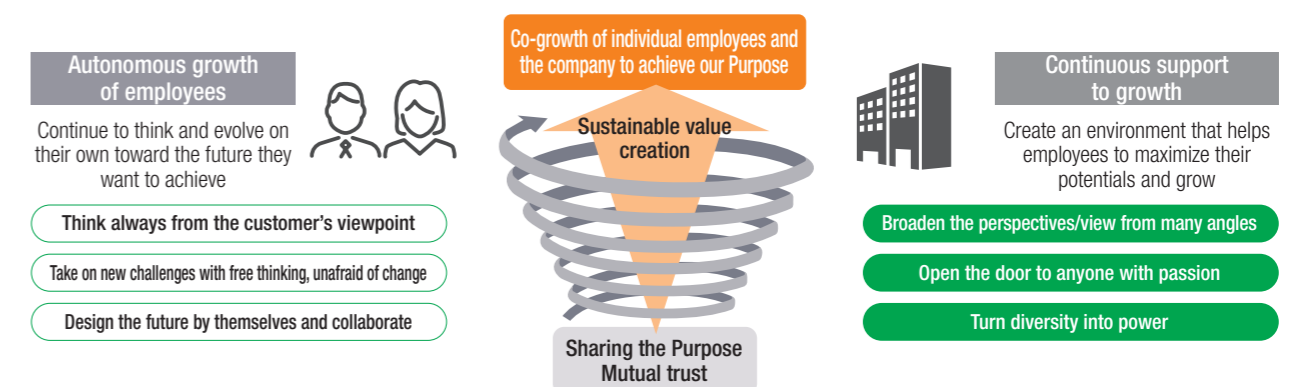 Autonomous growth
of employees
Continue to think and evolve on
their own toward the future they
want to achieve
Think always from the customer's viewpoint
Take on new challenges with free thinking, unafraid of change
Design the future by themselves and collaborate
Co-growth of individual employees and
the company to achieve our Purpose
Sustainable value
creation
Sharing the Purpose
Mutual trust
Continuous support
to growth
Create an environment that helps
employees to maximize their
potentials and grow
Broaden the perspectives/view from many angles
Open the door to anyone with passion
Turn diversity into power